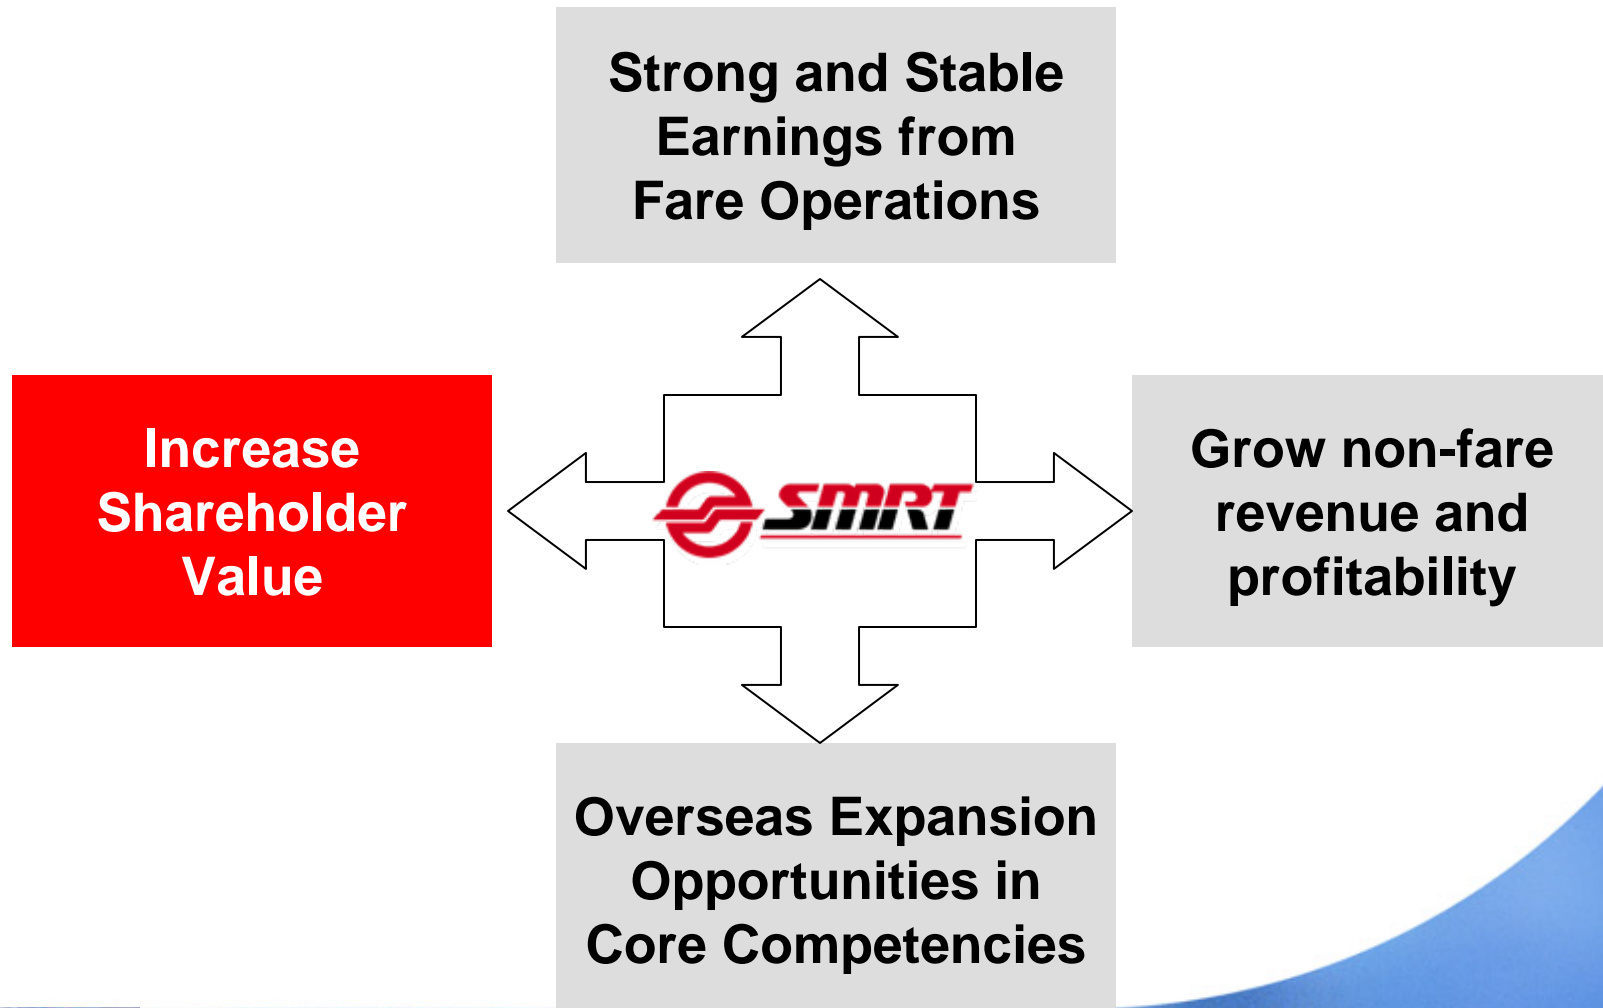 Strong and Stable
Earnings from
Fare Operations
Increase
Shareholder
Value
SMRT
Grow non-fare
revenue and
profitability
Overseas Expansion
Opportunities in
Core Competencies